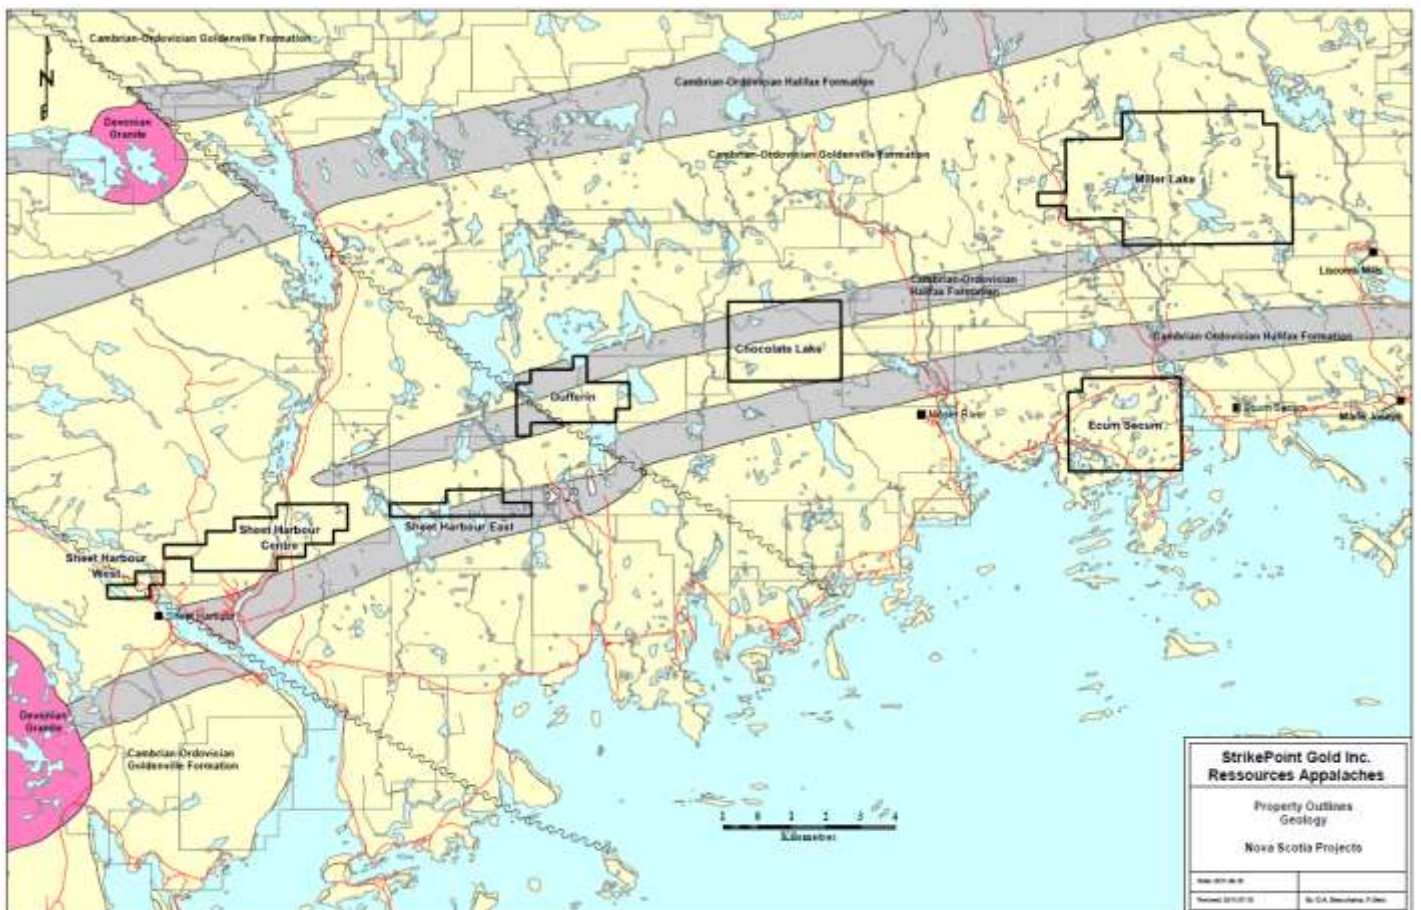 Cambrian-Ordovician Goldenville Formation
N
Devonian
Granite
Cambrian-Ordovician Halifax Formation
Cambrian-Ordovician Goldenville Formation
Miller Lake
Liscomb Mills
Cambrian-Ordovician
Halifax Formation
Cambrian-Ordovician Halifax Formation
Chocolate Lake
Dufferin
Moser River
Ecum Secum
Ecum Secum
Marie Joseph
Sheet Harbour
Centre
Sheet Harbour East
Sheet Harbour
West
Sheet Harbour
Devonian
Granite
Cambrian-Ordovician
Goldenville Formation
1 0 1 2 3 4
Kilometres
StrikePoint Gold Inc.
Ressources Appalaches
Property Outlines
Geology
Nova Scotia Projects